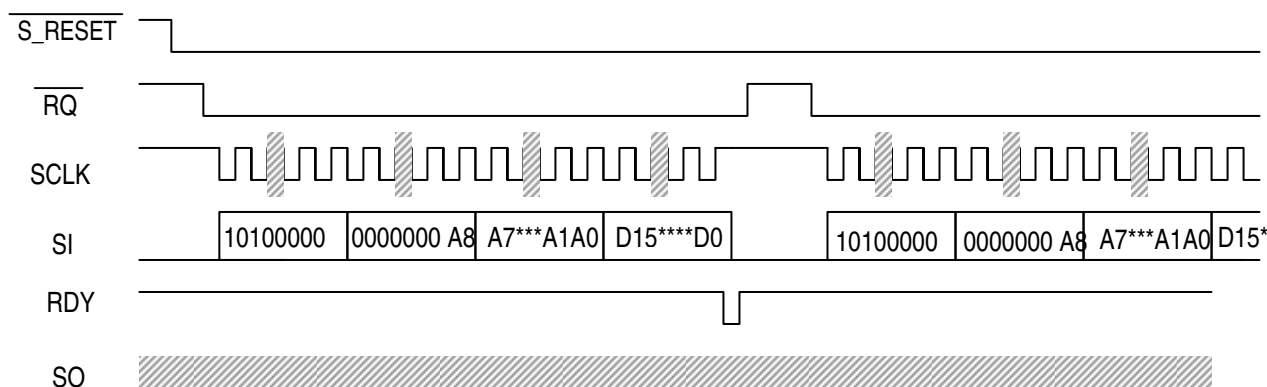 S_RESET
RQ
SCLK
SI 10100000 0000000 A8 A7***A1A0 D15****D0 10100000 0000000 A8 A7***A1A0 D15*
RDY
SO